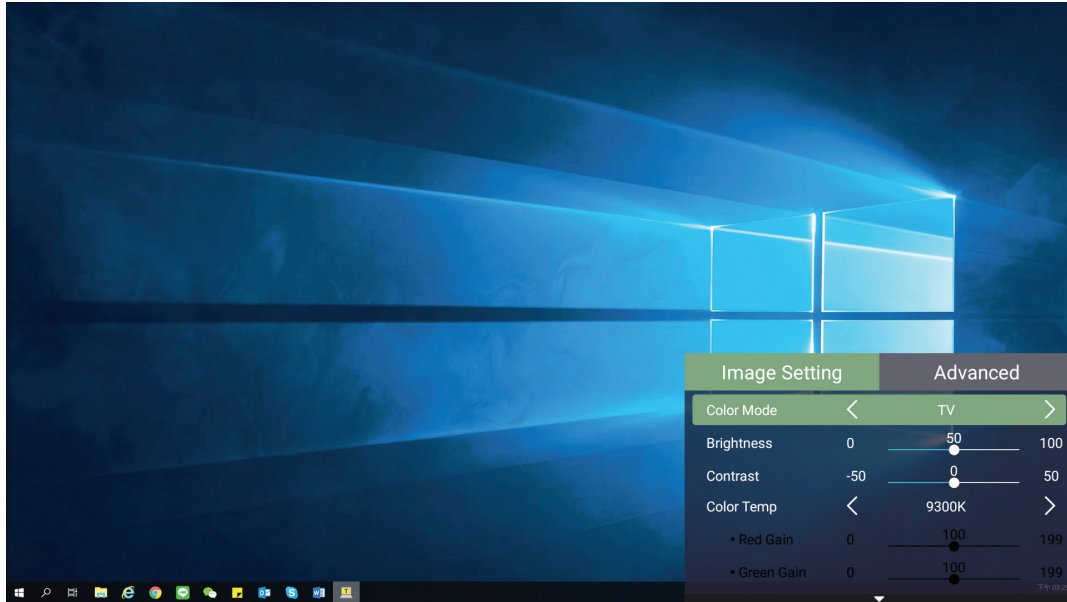 Image Setting Advanced
Color Mode TV
Brightness 0 50 100
Contrast -50 0 50
Color Temp 9300K
• Red Gain 0 100 199
• Green Gain 0 100 199